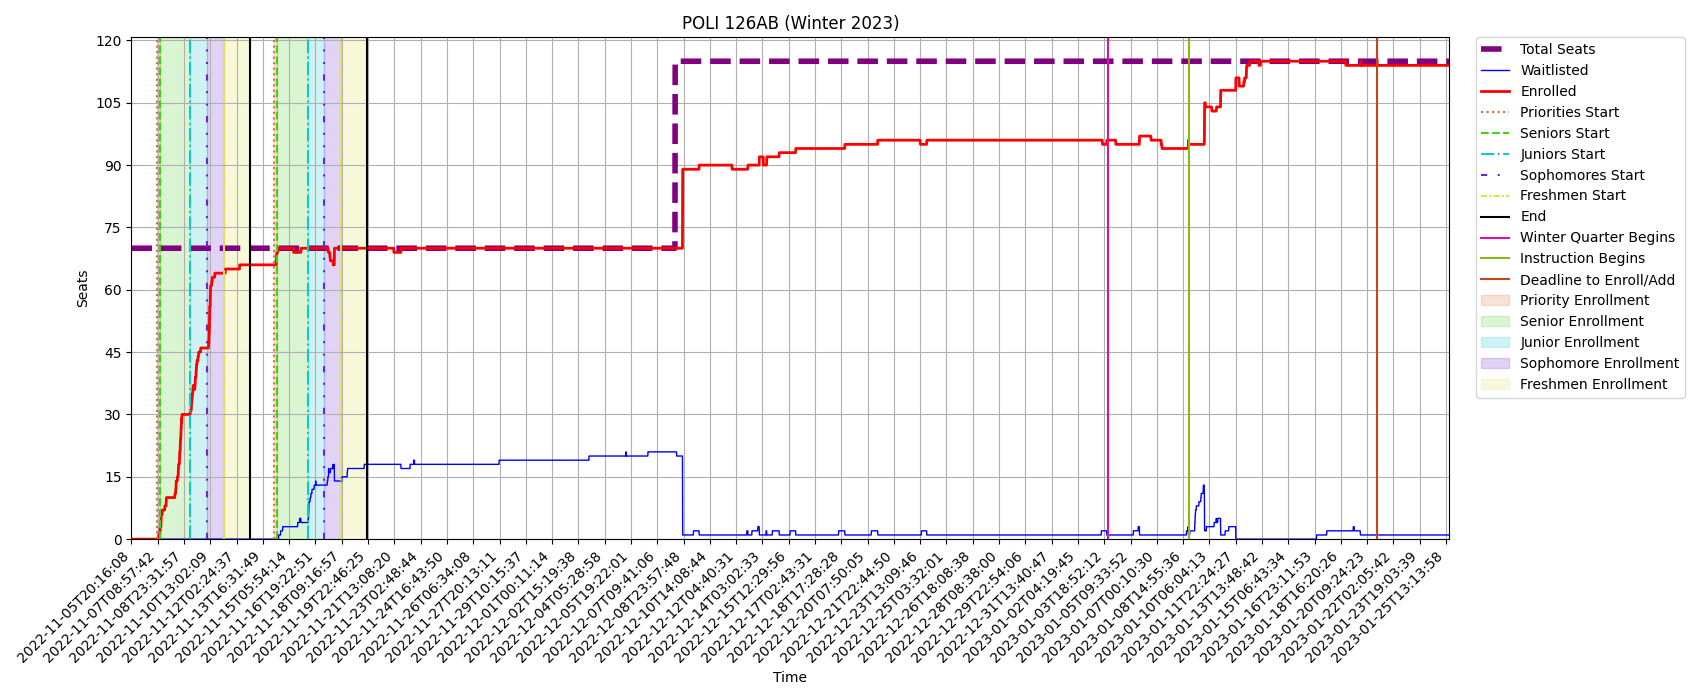 POLI 126AB (Winter 2023)
120
105
90
75
60
45
30
15
0
Seats
2022-11-05T20:16:08
2022-11-07T08:57:42
2022-11-08T23:31:57
2022-11-10T13:02:09
2022-11-12T02:24:37
2022-11-13T16:31:49
2022-11-15T05:54:14
2022-11-16T19:22:51
2022-11-18T09:16:57
2022-11-19T22:46:25
2022-11-21T13:08:20
2022-11-23T02:48:44
2022-11-24T16:43:50
2022-11-26T06:34:08
2022-11-27T20:13:11
2022-11-29T10:15:37
2022-12-01T00:11:14
2022-12-02T15:19:38
2022-12-04T05:28:58
2022-12-05T19:22:01
2022-12-07T09:41:06
2022-12-08T23:57:48
2022-12-10T14:08:44
2022-12-12T04:40:31
2022-12-14T03:02:33
2022-12-15T12:29:56
2022-12-17T02:43:31
2022-12-18T17:28:28
2022-12-20T07:50:05
2022-12-21T22:44:50
2022-12-23T13:09:46
2022-12-25T03:32:01
2022-12-26T18:08:38
2022-12-28T08:38:00
2022-12-29T22:54:06
2022-12-31T13:40:47
2023-01-02T04:19:45
2023-01-03T18:52:12
2023-01-05T09:33:52
2023-01-07T00:10:30
2023-01-08T14:55:36
2023-01-10T06:04:13
2023-01-11T22:24:27
2023-01-13T13:48:42
2023-01-15T06:43:34
2023-01-16T23:11:53
2023-01-18T16:20:26
2023-01-20T09:24:23
2023-01-22T02:05:42
2023-01-23T19:03:39
2023-01-25T13:13:58
Time
Total Seats
Waitlisted
Enrolled
Priorities Start
Seniors Start
Juniors Start
Sophomores Start
Freshmen Start
End
Winter Quarter Begins
Instruction Begins
Deadline to Enroll/Add
Priority Enrollment
Senior Enrollment
Junior Enrollment
Sophomore Enrollment
Freshmen Enrollment